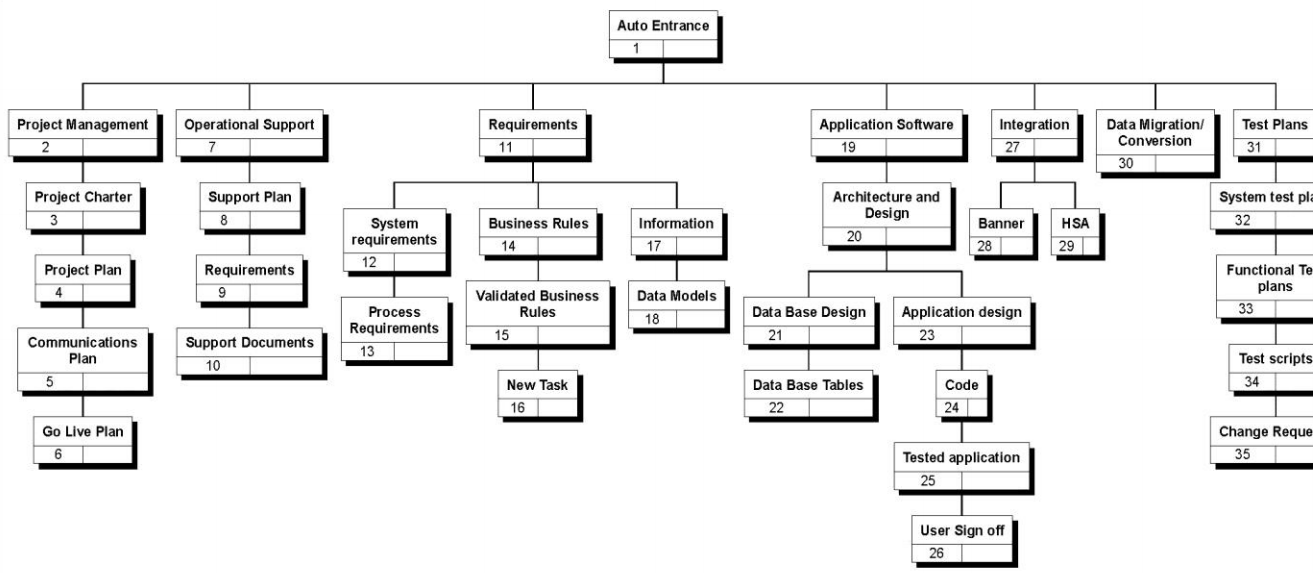 Auto Entrance
1
Project Management
2
Project Charter
3
Project Plan
4
Communications
Plan
5
Go Live Plan
6
Operational Support
7
Support Plan
8
Requirements
9
Support Documents
10
Requirements
11
System
requirements
12
Process
Requirements
13
Business Rules
14
Validated Business
Rules
15
New Task
16
Information
17
Data Models
18
Application Software
19
Architecture and
Design
20
Data Base Design
21
Data Base Tables
22
Application design
23
Code
24
Tested application
25
User Sign off
26
Integration
27
Banner
28
HSA
29
Data Migration/
Conversion
30
Test Plans
31
System test
32
Functional
plans
33
Test scripts
34
Change
35